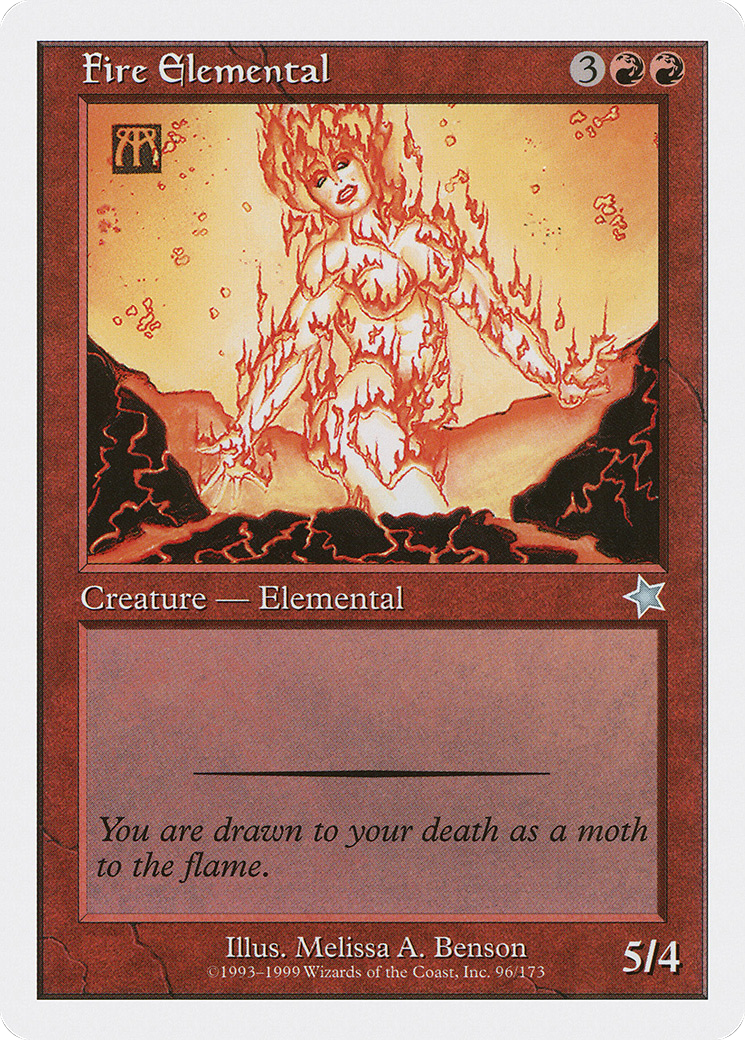 Fire Elemental
3
Creature — Elemental
You are drawn to your death as a moth
to the flame.
Illus. Melissa A. Benson
©1993–1999 Wizards of the Coast, Inc. 96/173
5/4